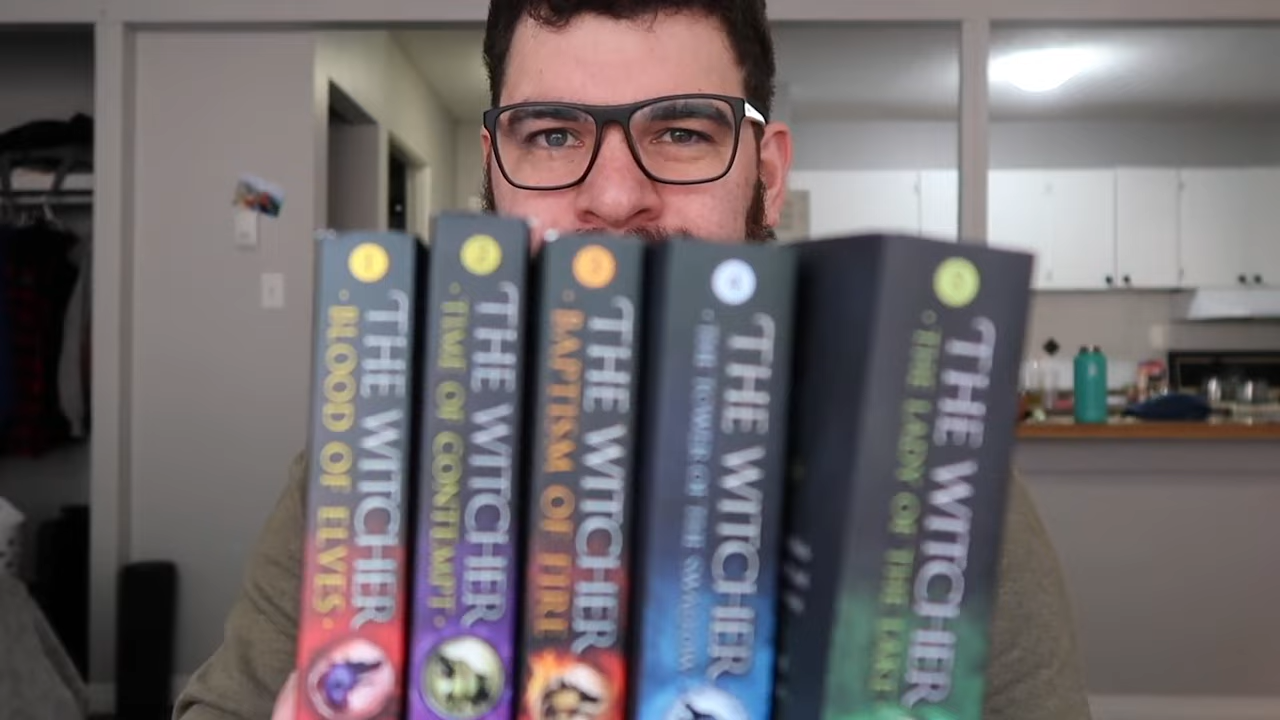 THE WITCHER
BLOOD OF ELVES
THE WITCHER
TIME OF CONTEMPT
THE WITCHER
BAPTISM OF FIRE
THE WITCHER
THE TOWER OF THE SWALLOW
THE WITCHER
THE LADY OF THE LAKE